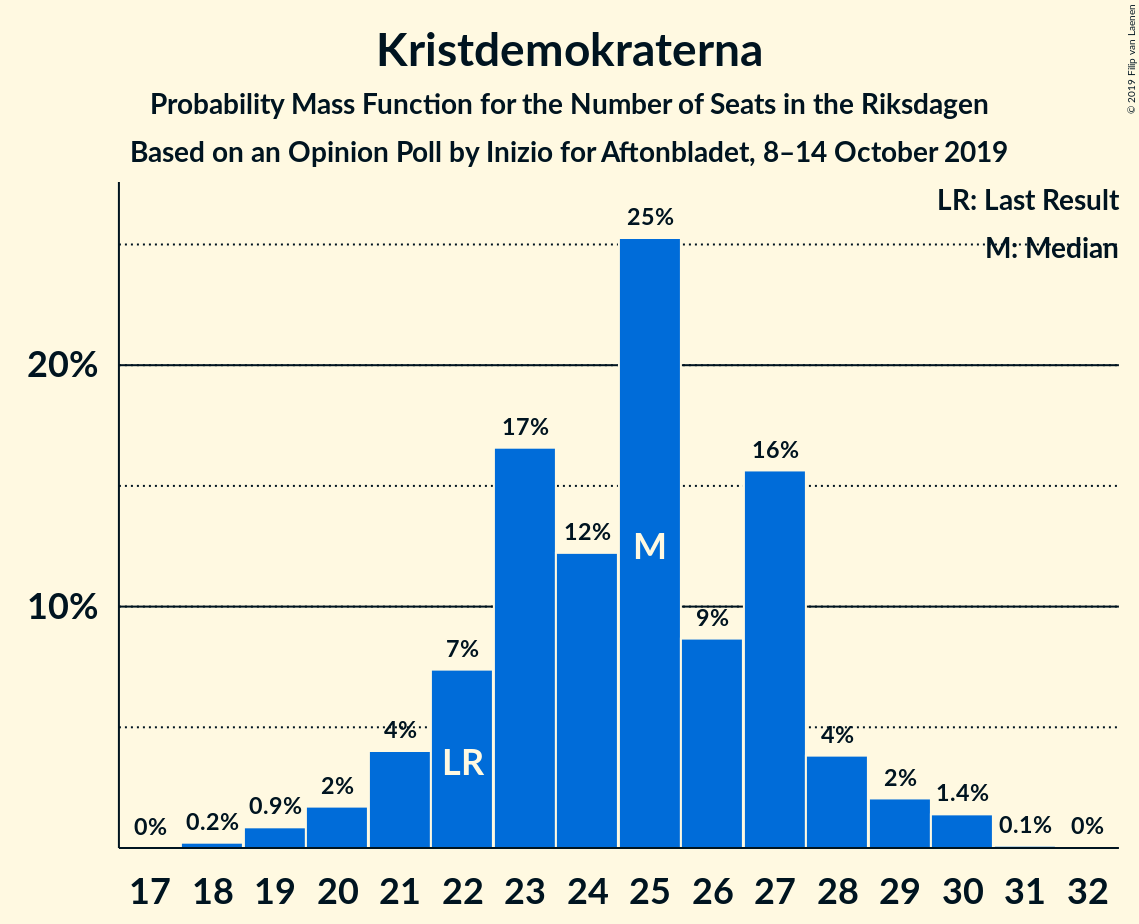 Kristdemokraterna
Probability Mass Function for the Number of Seats in the Riksdagen
Based on an Opinion Poll by Inizio for Aftonbladet, 8–14 October 2019
© 2019 Filip van Laenen
LR: Last Result
M: Median
20%
10%
0%
0.2%
0.9%
2%
4%
7%
17%
12%
25%
9%
16%
4%
2%
1.4%
0.1%
0%
LR
M
17 18 19 20 21 22 23 24 25 26 27 28 29 30 31 32